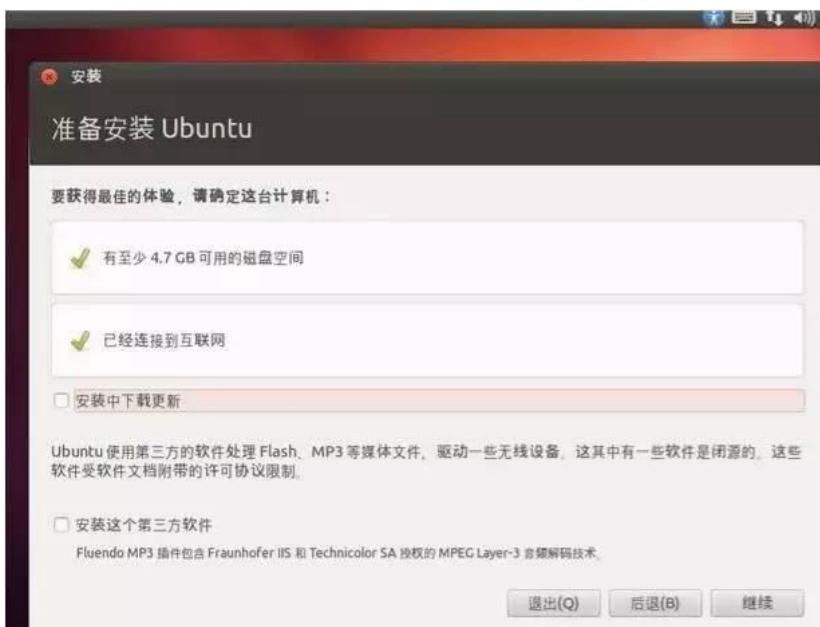 安装
准备安装 Ubuntu
要获得最佳的体验，请确定这台计算机：
有至少 4.7 GB 可用的磁盘空间
已经连接到互联网
安装中下载更新
Ubuntu 使用第三方的软件处理 Flash、MP3 等媒体文件，驱动一些无线设备。这其中有一些软件是闭源的。这些
软件受软件文档附带的许可协议限制。
安装这个第三方软件
Fluendo MP3 插件包含 Fraunhofer IIS 和 Technicolor SA 授权的 MPEG Layer-3 音频解码技术。
退出(Q) 后退(B) 继续